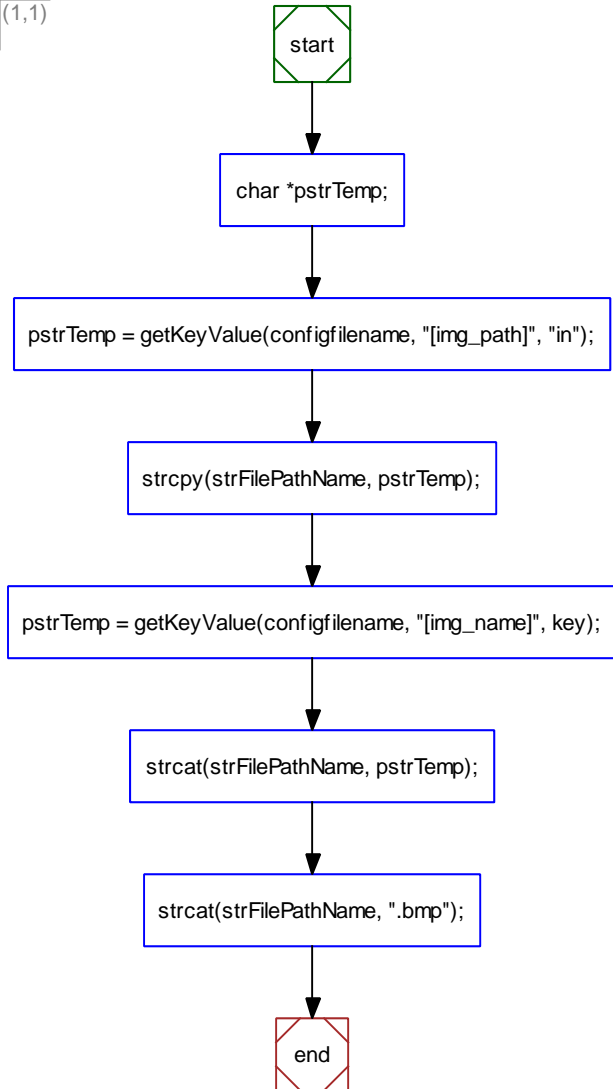 (1,1)
start
char *pstrTemp;
pstrTemp = getKeyValue(configfilename, "[img_path]", "in");
strcpy(strFilePathName, pstrTemp);
pstrTemp = getKeyValue(configfilename, "[img_name]", key);
strcat(strFilePathName, pstrTemp);
strcat(strFilePathName, ".bmp");
end